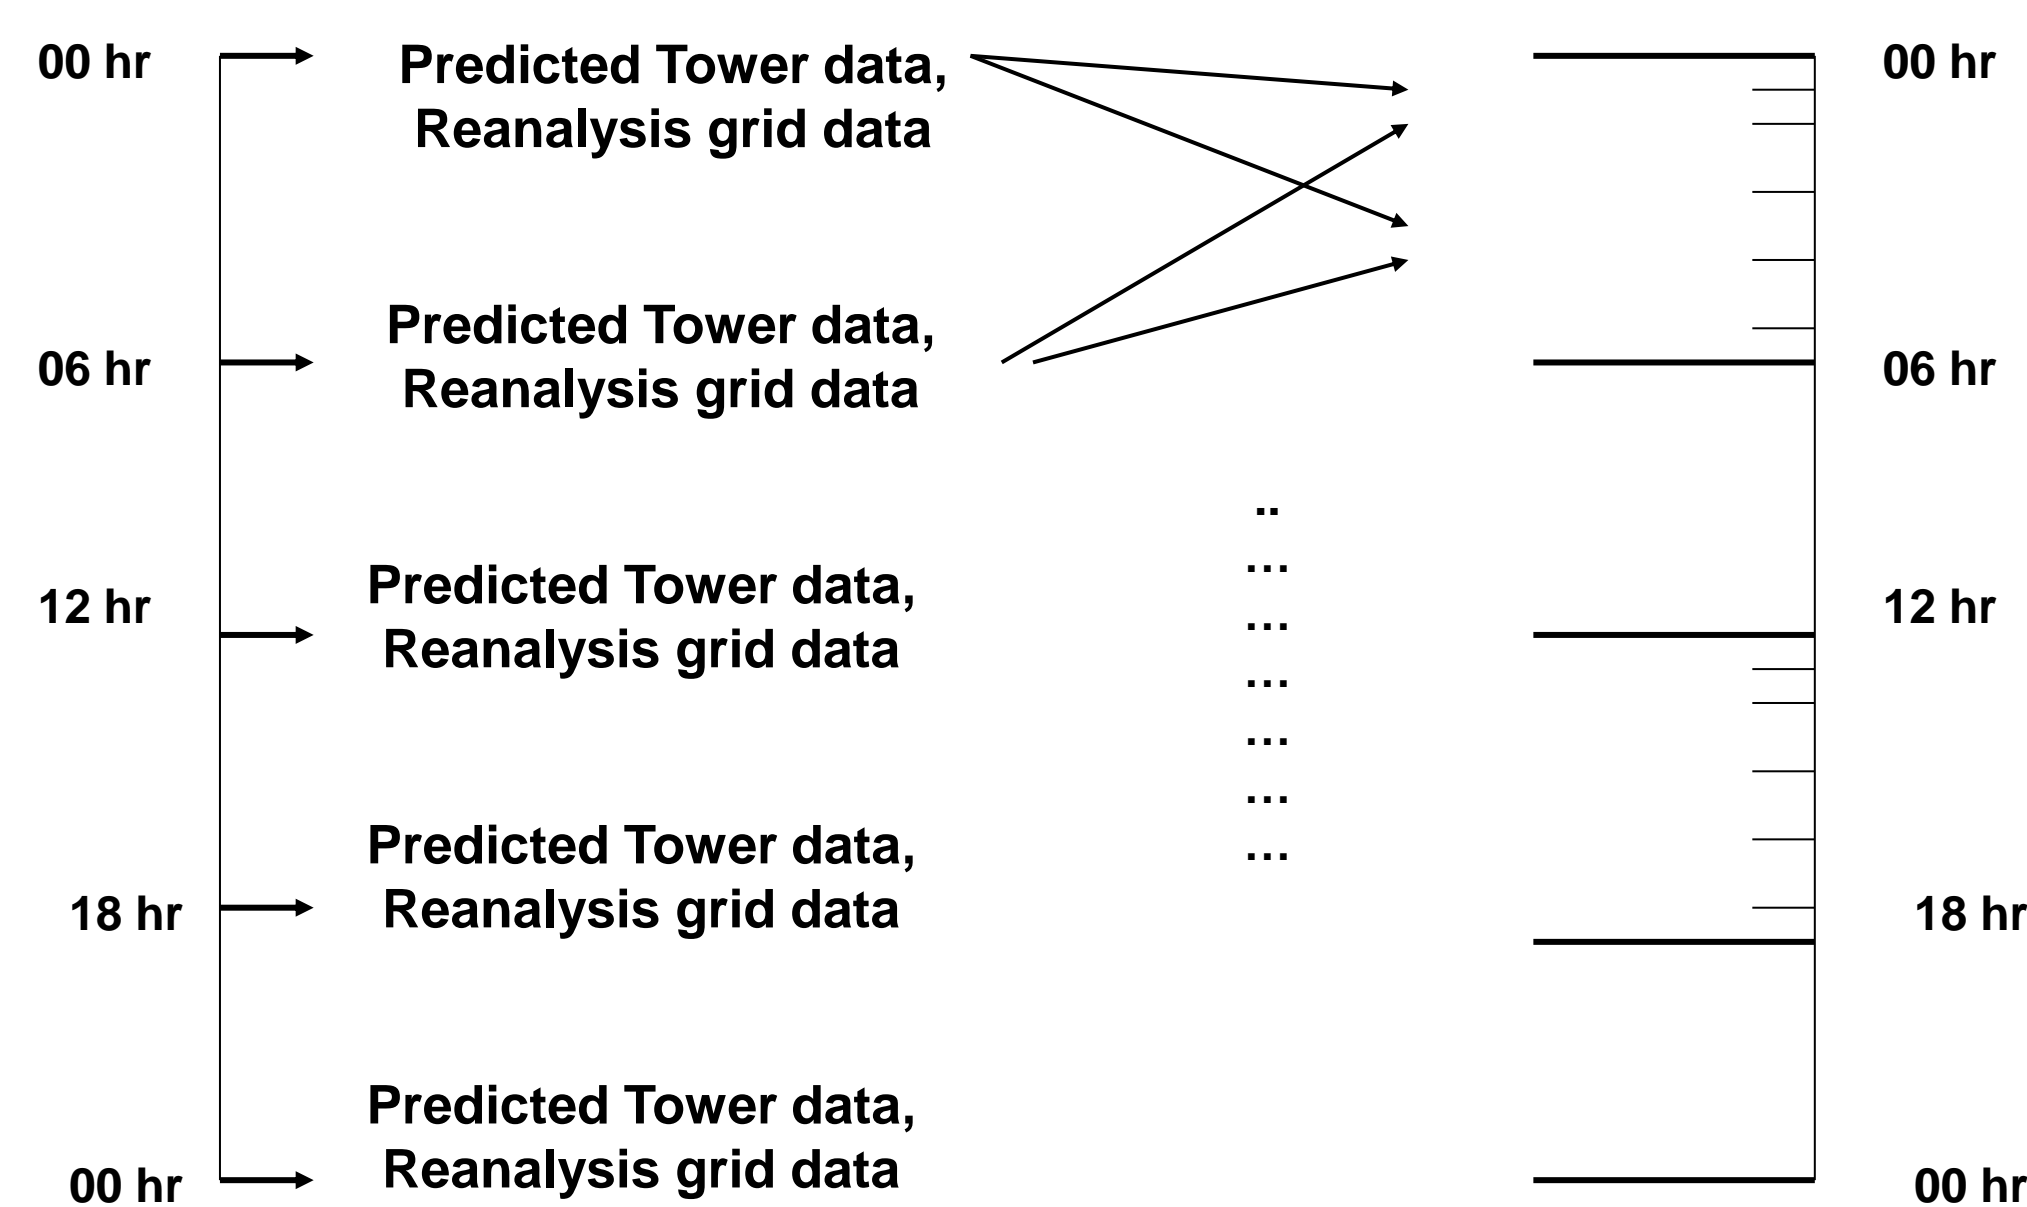 00 hr
Predicted Tower data,
Reanalysis grid data
00 hr
06 hr
Predicted Tower data,
Reanalysis grid data
06 hr
..
…
…
…
…
…
…
12 hr
Predicted Tower data,
Reanalysis grid data
12 hr
18 hr
Predicted Tower data,
Reanalysis grid data
18 hr
00 hr
Predicted Tower data,
Reanalysis grid data
00 hr